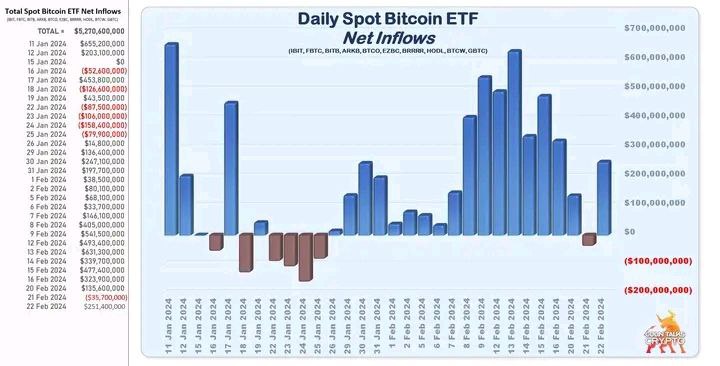 Total Spot Bitcoin ETF Net Inflows
(IBIT, FBTC, BITB, ARKB, BTCO, EZBC, BRRRR, HODL, BTCW, GBTC)
TOTAL = $5,270,600,000
11 Jan 2024 $655,200,000
12 Jan 2024 $203,100,000
15 Jan 2024 $0
16 Jan 2024 ($52,600,000)
17 Jan 2024 $453,800,000
18 Jan 2024 ($126,600,000)
19 Jan 2024 $43,500,000
22 Jan 2024 ($87,500,000)
23 Jan 2024 ($106,000,000)
24 Jan 2024 ($158,400,000)
25 Jan 2024 ($79,900,000)
26 Jan 2024 $14,800,000
29 Jan 2024 $136,400,000
30 Jan 2024 $247,100,000
31 Jan 2024 $197,700,000
1 Feb 2024 $38,500,000
2 Feb 2024 $80,100,000
5 Feb 2024 $68,100,000
6 Feb 2024 $33,700,000
7 Feb 2024 $146,100,000
8 Feb 2024 $405,000,000
9 Feb 2024 $541,500,000
12 Feb 2024 $493,400,000
13 Feb 2024 $631,300,000
14 Feb 2024 $339,700,000
15 Feb 2024 $477,400,000
16 Feb 2024 $323,900,000
20 Feb 2024 $135,600,000
21 Feb 2024 ($35,700,000)
22 Feb 2024 $251,400,000
Daily Spot Bitcoin ETF
Net Inflows
(IBIT, FBTC, BITB, ARKB, BTCO, EZBC, BRRRR, HODL, BTCW, GBTC)
$700,000,000
$600,000,000
$500,000,000
$400,000,000
$300,000,000
$200,000,000
$100,000,000
$0
($100,000,000)
($200,000,000)
11 Jan 2024
12 Jan 2024
15 Jan 2024
16 Jan 2024
17 Jan 2024
18 Jan 2024
19 Jan 2024
22 Jan 2024
23 Jan 2024
24 Jan 2024
25 Jan 2024
26 Jan 2024
29 Jan 2024
30 Jan 2024
31 Jan 2024
1 Feb 2024
2 Feb 2024
5 Feb 2024
6 Feb 2024
7 Feb 2024
8 Feb 2024
9 Feb 2024
12 Feb 2024
13 Feb 2024
14 Feb 2024
15 Feb 2024
16 Feb 2024
20 Feb 2024
21 Feb 2024
22 Feb 2024
CRYPTO